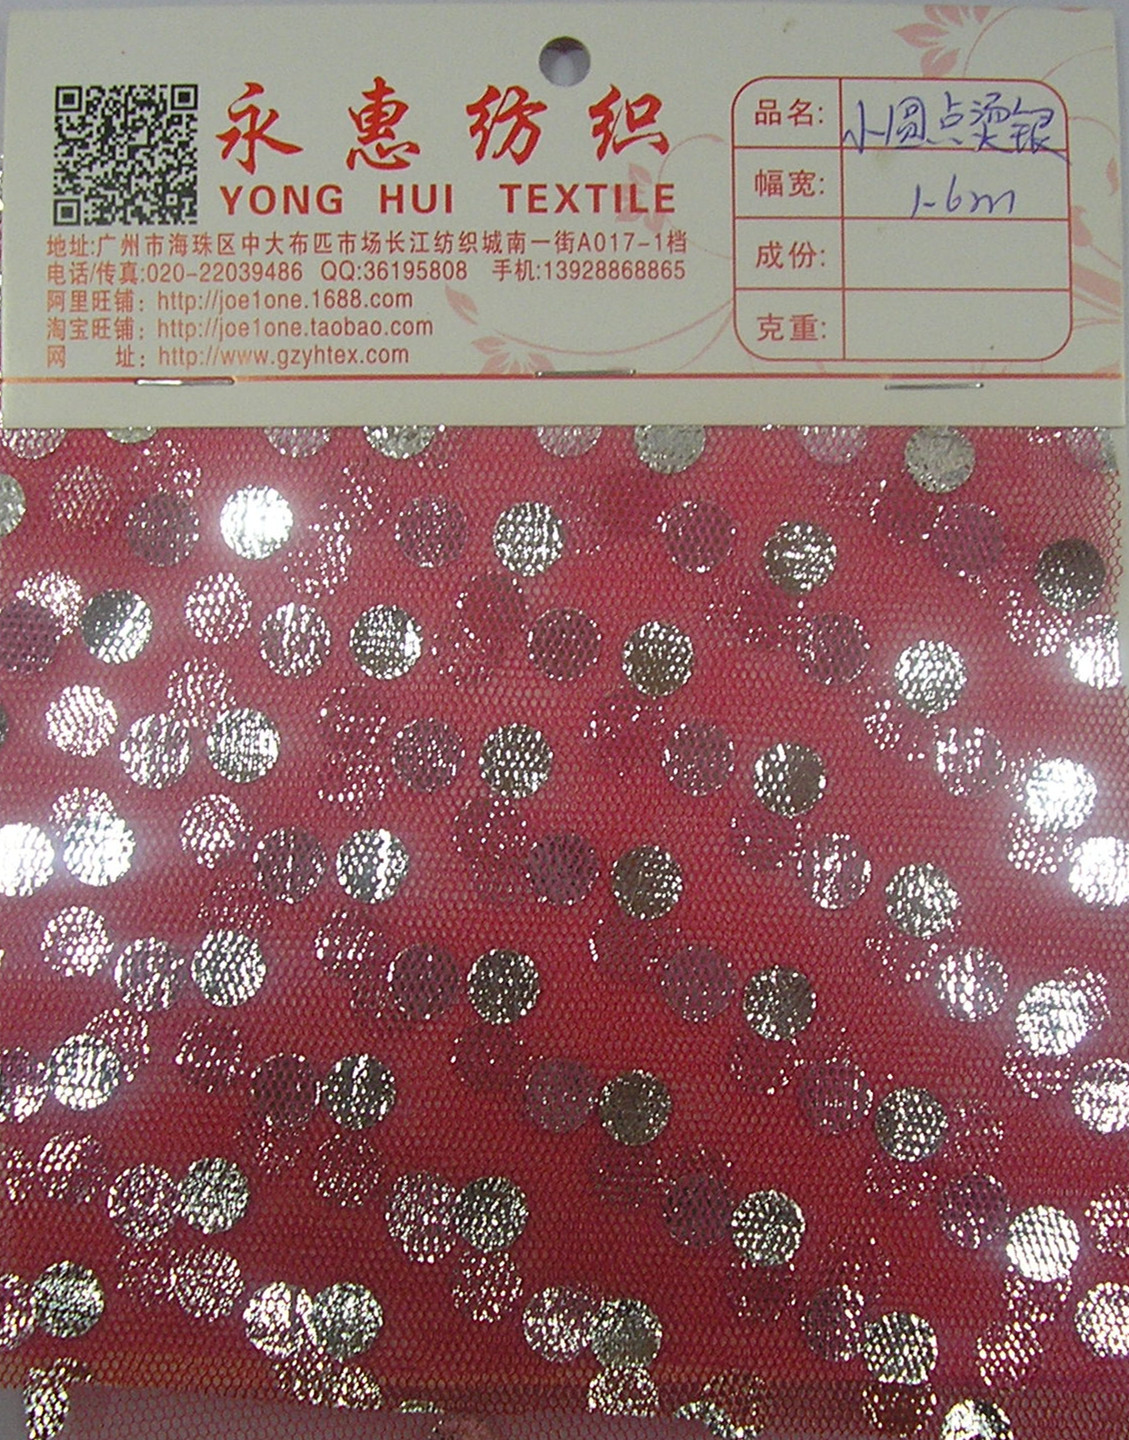 永惠纺织
YONG HUI TEXTILE
地址:广州市海珠区中大布匹市场长江纺织城南一街A017-1档
电话/传真:020-22039486 QQ:36195808 手机:13928868865
阿里旺铺：http://joe1one.1688.com
淘宝旺铺：http://joe1one.taobao.com
网 址：http://www.gzyhtex.com
品名: 小圆点烫银
幅宽: 1-6m
成份:
克重: